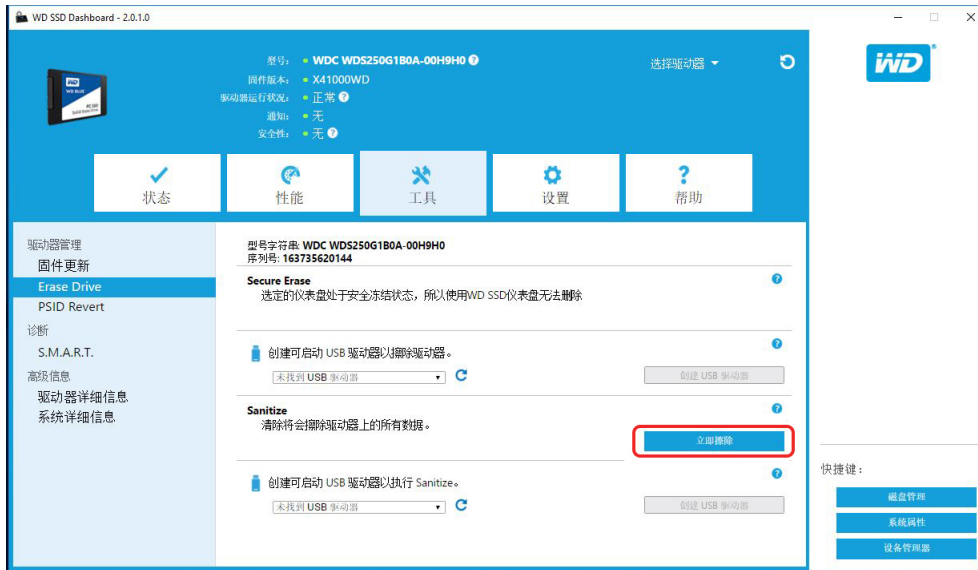 WD SSD Dashboard - 2.0.1.0
型号: WDC WDS250G1B0A-00H9H0
固件版本: X41000WD
驱动器运行状况: 正常
通知: 无
安全性: 无
选择驱动器
WD
WD BLUE
状态
性能
工具
设置
帮助
驱动器管理
固件更新
Erase Drive
PSID Revert
诊断
S.M.A.R.T.
高级信息
驱动器详细信息
系统详细信息
型号字符串: WDC WDS250G1B0A-00H9H0
序列号: 163735620144
Secure Erase
选定的仪表盘处于安全冻结状态，所以使用WD SSD仪表盘无法删除
创建可启动 USB 驱动器以擦除驱动器。
未找到 USB 驱动器
创建 USB 驱动器
Sanitize
清除将会擦除驱动器上的所有数据。
立即擦除
创建可启动 USB 驱动器以执行 Sanitize。
未找到 USB 驱动器
创建 USB 驱动器
快捷键：
磁盘管理
系统属性
设备管理器